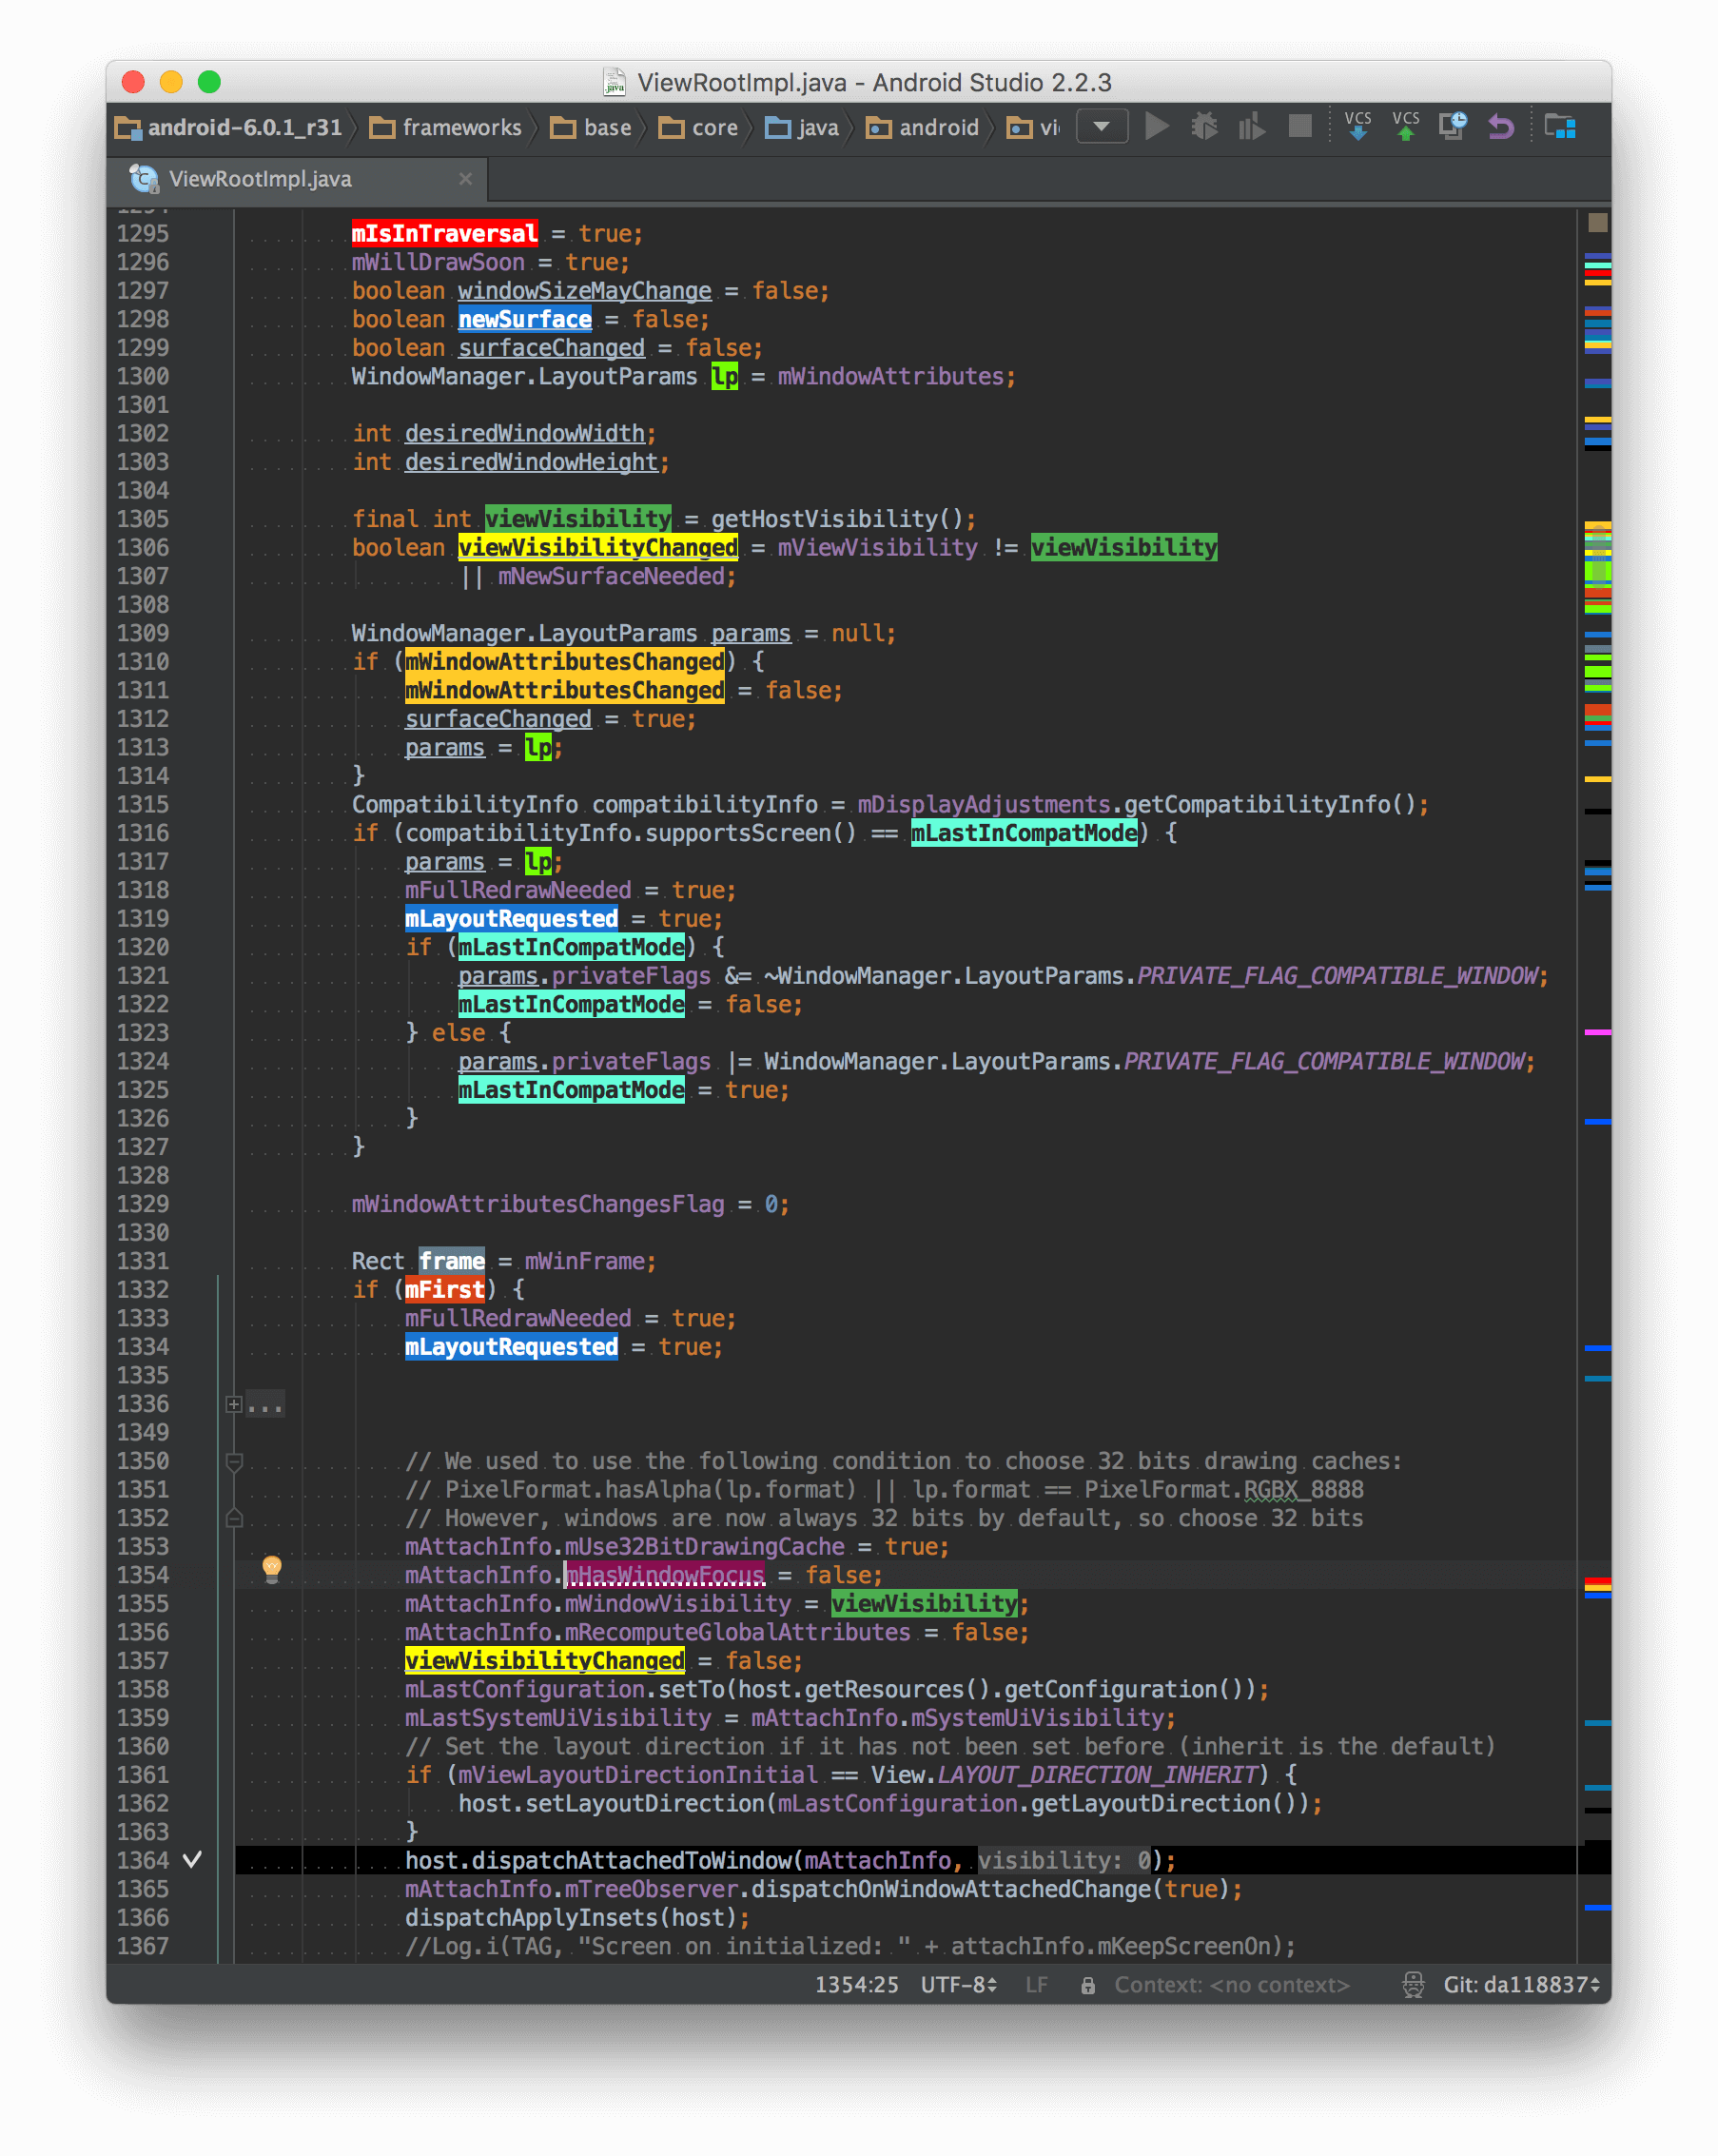 ViewRootImpl.java - Android Studio 2.2.3
android-6.0.1_r31 frameworks base core java android vi VCS VCS
ViewRootImpl.java
1294
1295 mIsInTraversal = true;
1296 mWillDrawSoon = true;
1297 boolean windowSizeMayChange = false;
1298 boolean newSurface = false;
1299 boolean surfaceChanged = false;
1300 WindowManager.LayoutParams lp = mWindowAttributes;
1301
1302 int desiredWindowWidth;
1303 int desiredWindowHeight;
1304
1305 final int viewVisibility = getHostVisibility();
1306 boolean viewVisibilityChanged = mViewVisibility != viewVisibility
1307 || mNewSurfaceNeeded;
1308
1309 WindowManager.LayoutParams params = null;
1310 if (mWindowAttributesChanged) {
1311 mWindowAttributesChanged = false;
1312 surfaceChanged = true;
1313 params = lp;
1314 }
1315 CompatibilityInfo compatibilityInfo = mDisplayAdjustments.getCompatibilityInfo();
1316 if (compatibilityInfo.supportsScreen() == mLastInCompatMode) {
1317 params = lp;
1318 mFullRedrawNeeded = true;
1319 mLayoutRequested = true;
1320 if (mLastInCompatMode) {
1321 params.privateFlags &= ~WindowManager.LayoutParams.PRIVATE_FLAG_COMPATIBLE_WINDOW;
1322 mLastInCompatMode = false;
1323 } else {
1324 params.privateFlags |= WindowManager.LayoutParams.PRIVATE_FLAG_COMPATIBLE_WINDOW;
1325 mLastInCompatMode = true;
1326 }
1327 }
1328
1329 mWindowAttributesChangesFlag = 0;
1330
1331 Rect frame = mWinFrame;
1332 if (mFirst) {
1333 mFullRedrawNeeded = true;
1334 mLayoutRequested = true;
1335
1336 ...
1349
1350 // We used to use the following condition to choose 32 bits drawing caches:
1351 // PixelFormat.hasAlpha(lp.format) || lp.format == PixelFormat.RGBX_8888
1352 // However, windows are now always 32 bits by default, so choose 32 bits
1353 mAttachInfo.mUse32BitDrawingCache = true;
1354 mAttachInfo.mHasWindowFocus = false;
1355 mAttachInfo.mWindowVisibility = viewVisibility;
1356 mAttachInfo.mRecomputeGlobalAttributes = false;
1357 viewVisibilityChanged = false;
1358 mLastConfiguration.setTo(host.getResources().getConfiguration());
1359 mLastSystemUiVisibility = mAttachInfo.mSystemUiVisibility;
1360 // Set the layout direction if it has not been set before (inherit is the default)
1361 if (mViewLayoutDirectionInitial == View.LAYOUT_DIRECTION_INHERIT) {
1362 host.setLayoutDirection(mLastConfiguration.getLayoutDirection());
1363 }
1364 host.dispatchAttachedToWindow(mAttachInfo, visibility: 0);
1365 mAttachInfo.mTreeObserver.dispatchOnWindowAttachedChange(true);
1366 dispatchApplyInsets(host);
1367 //Log.i(TAG, "Screen on initialized: " + attachInfo.mKeepScreenOn);
1354:25 UTF-8 LF Context: <no context> Git: da118837